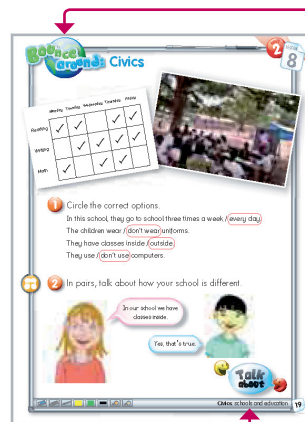 Bounce around: Civics
2
8
Monday Tuesday Wednesday Thursday Friday
Reading
Writing
Math
1 Circle the correct options.
In this school, they go to school three times a week / every day.
The children wear / don't wear uniforms.
They have classes inside / outside.
They use / don't use computers.
2 In pairs, talk about how your school is different.
In our school we have
classes inside.
Yes, that's true.
Talk
about
Civics: schools and education
19